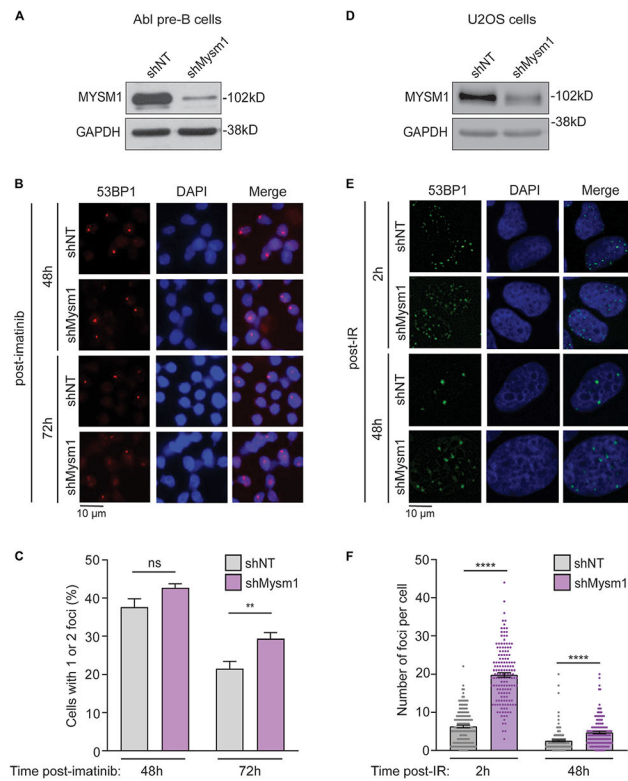 A
Abl pre-B cells
shNT
shMysm1
MYSM1
-102kD
GAPDH
-38kD
B
53BP1
DAPI
Merge
post-imatinib
48h
shNT
shMysm1
72h
shNT
shMysm1
10 µm
C
Cells with 1 or 2 foci (%)
50
40
30
20
10
0
ns
**
shNT
shMysm1
Time post-imatinib:
48h
72h
D
U2OS cells
shNT
shMysm1
MYSM1
-102kD
GAPDH
-38kD
E
53BP1
DAPI
Merge
post-IR
2h
shNT
shMysm1
48h
shNT
shMysm1
10 µm
F
Number of foci per cell
50
40
30
20
10
0
****
****
shNT
shMysm1
Time post-IR:
2h
48h